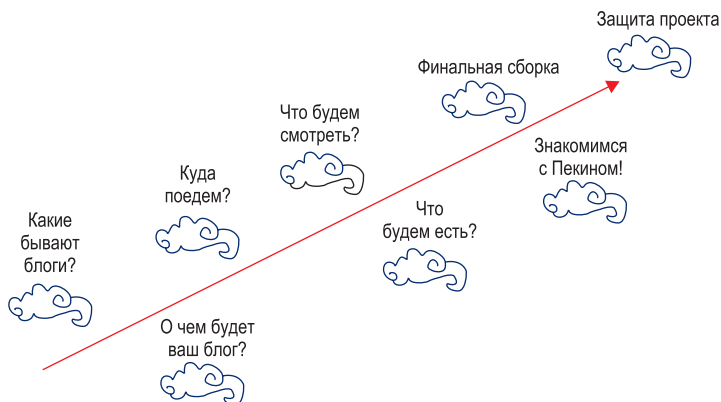 Защита проекта
Финальная сборка
Что будем
смотреть?
Знакомимся
с Пекином!
Куда
поедем?
Что
будем есть?
Какие
бывают
блоги?
О чем будет
ваш блог?